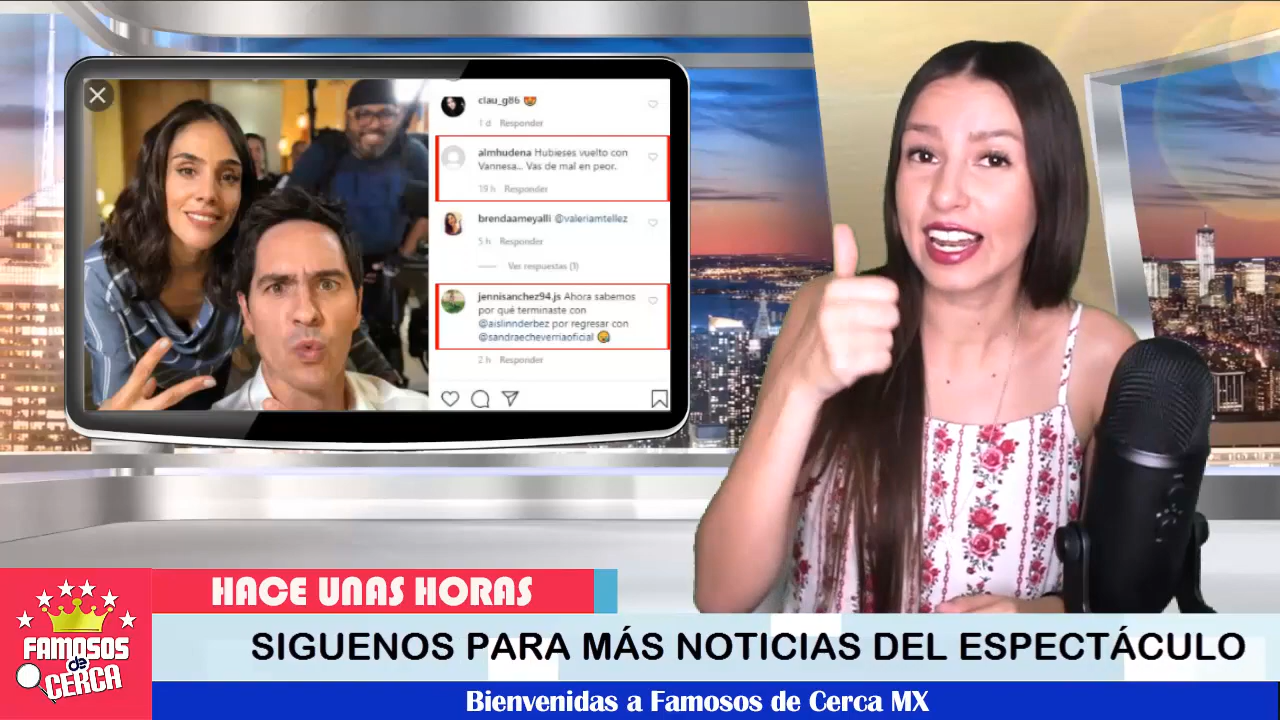 clau_g86
1 d Responder
almhudena Hubieses vuelto con
Vannesa... Vas de mal en peor.
19 h Responder
brendaameyalli @valeriamtellez
5 h Responder
Ver respuestas (1)
jennisanchez94.js Ahora sabemos
por qué terminaste con
@aislinnderbez por regresar con
@sandraecheverriaoficial
2 h Responder
HACE UNAS HORAS
SIGUENOS PARA MÁS NOTICIAS DEL ESPECTÁCULO
FAMOSOS
de
CERCA
Bienvenidas a Famosos de Cerca MX